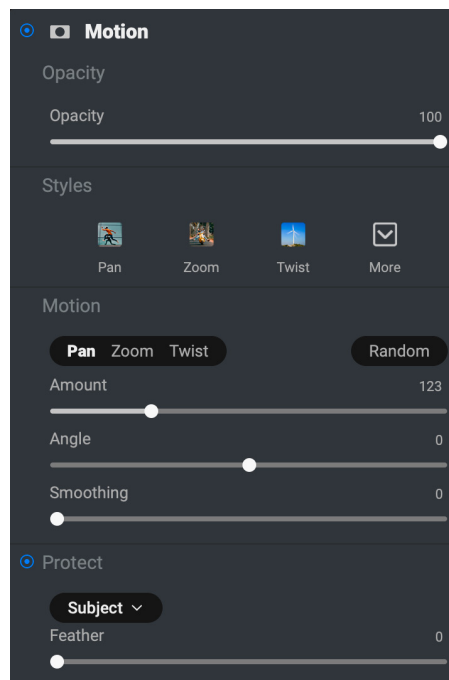 Motion
Opacity
Opacity 100
Styles
Pan Zoom Twist More
Motion
Pan Zoom Twist Random
Amount 123
Angle 0
Smoothing 0
Protect
Subject
Feather 0